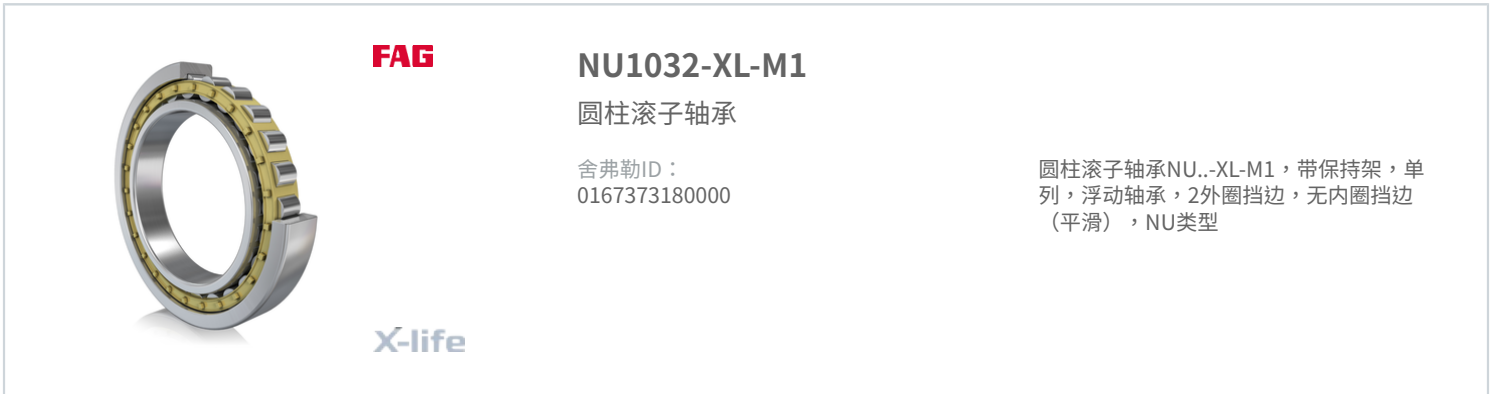 FAG
NU1032-XL-M1
圆柱滚子轴承
舍弗勒ID：
0167373180000
圆柱滚子轴承NU..-XL-M1，带保持架，单
列，浮动轴承，2外圈挡边，无内圈挡边
（平滑），NU类型
X-life